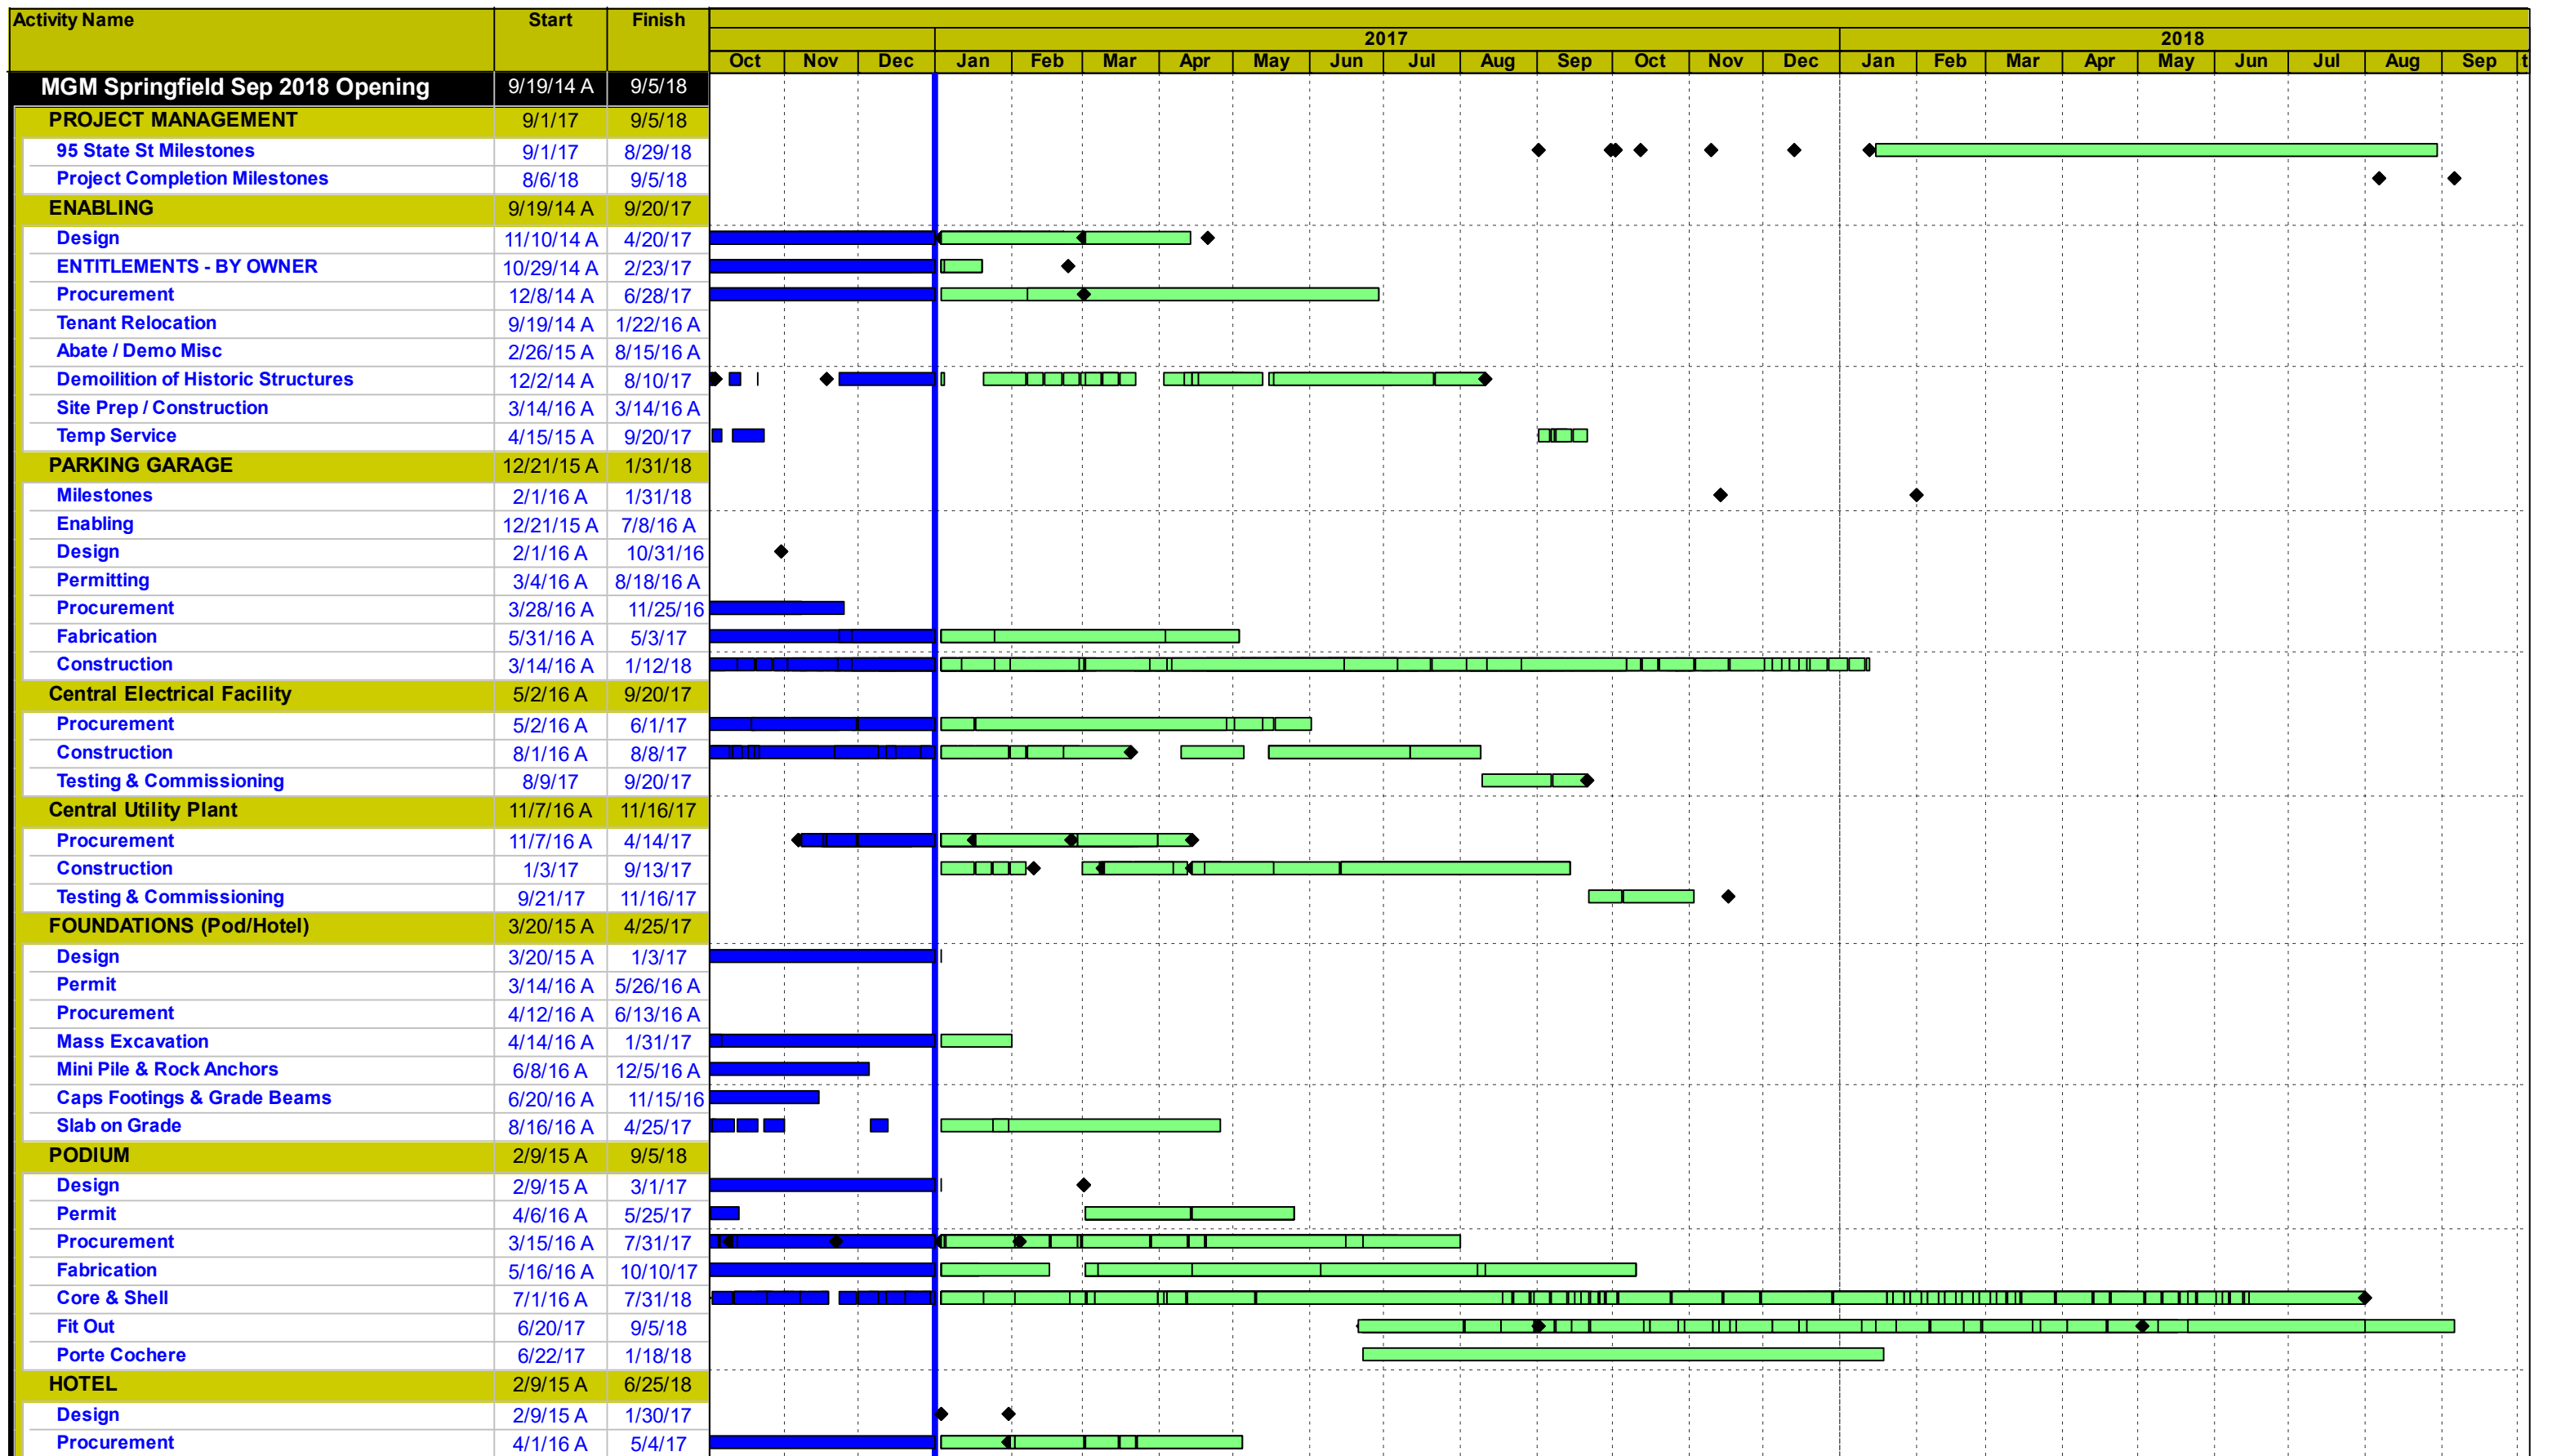 Activity Name Start Finish
2017 2018
Oct Nov Dec Jan Feb Mar Apr May Jun Jul Aug Sep Oct Nov Dec Jan Feb Mar Apr May Jun Jul Aug Sep t
MGM Springfield Sep 2018 Opening 9/19/14 A 9/5/18
PROJECT MANAGEMENT 9/1/17 9/5/18
95 State St Milestones 9/1/17 8/29/18
Project Completion Milestones 8/6/18 9/5/18
ENABLING 9/19/14 A 9/20/17
Design 11/10/14 A 4/20/17
ENTITLEMENTS - BY OWNER 10/29/14 A 2/23/17
Procurement 12/8/14 A 6/28/17
Tenant Relocation 9/19/14 A 1/22/16 A
Abate / Demo Misc 2/26/15 A 8/15/16 A
Demoilition of Historic Structures 12/2/14 A 8/10/17
Site Prep / Construction 3/14/16 A 3/14/16 A
Temp Service 4/15/15 A 9/20/17
PARKING GARAGE 12/21/15 A 1/31/18
Milestones 2/1/16 A 1/31/18
Enabling 12/21/15 A 7/8/16 A
Design 2/1/16 A 10/31/16
Permitting 3/4/16 A 8/18/16 A
Procurement 3/28/16 A 11/25/16
Fabrication 5/31/16 A 5/3/17
Construction 3/14/16 A 1/12/18
Central Electrical Facility 5/2/16 A 9/20/17
Procurement 5/2/16 A 6/1/17
Construction 8/1/16 A 8/8/17
Testing & Commissioning 8/9/17 9/20/17
Central Utility Plant 11/7/16 A 11/16/17
Procurement 11/7/16 A 4/14/17
Construction 1/3/17 9/13/17
Testing & Commissioning 9/21/17 11/16/17
FOUNDATIONS (Pod/Hotel) 3/20/15 A 4/25/17
Design 3/20/15 A 1/3/17
Permit 3/14/16 A 5/26/16 A
Procurement 4/12/16 A 6/13/16 A
Mass Excavation 4/14/16 A 1/31/17
Mini Pile & Rock Anchors 6/8/16 A 12/5/16 A
Caps Footings & Grade Beams 6/20/16 A 11/15/16
Slab on Grade 8/16/16 A 4/25/17
PODIUM 2/9/15 A 9/5/18
Design 2/9/15 A 3/1/17
Permit 4/6/16 A 5/25/17
Procurement 3/15/16 A 7/31/17
Fabrication 5/16/16 A 10/10/17
Core & Shell 7/1/16 A 7/31/18
Fit Out 6/20/17 9/5/18
Porte Cochere 6/22/17 1/18/18
HOTEL 2/9/15 A 6/25/18
Design 2/9/15 A 1/30/17
Procurement 4/1/16 A 5/4/17